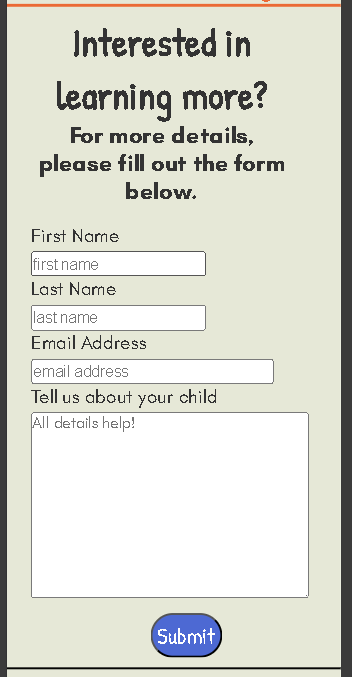 Interested in
learning more?
For more details,
please fill out the form
below.
First Name
first name
Last Name
last name
Email Address
email address
Tell us about your child
All details help!
Submit